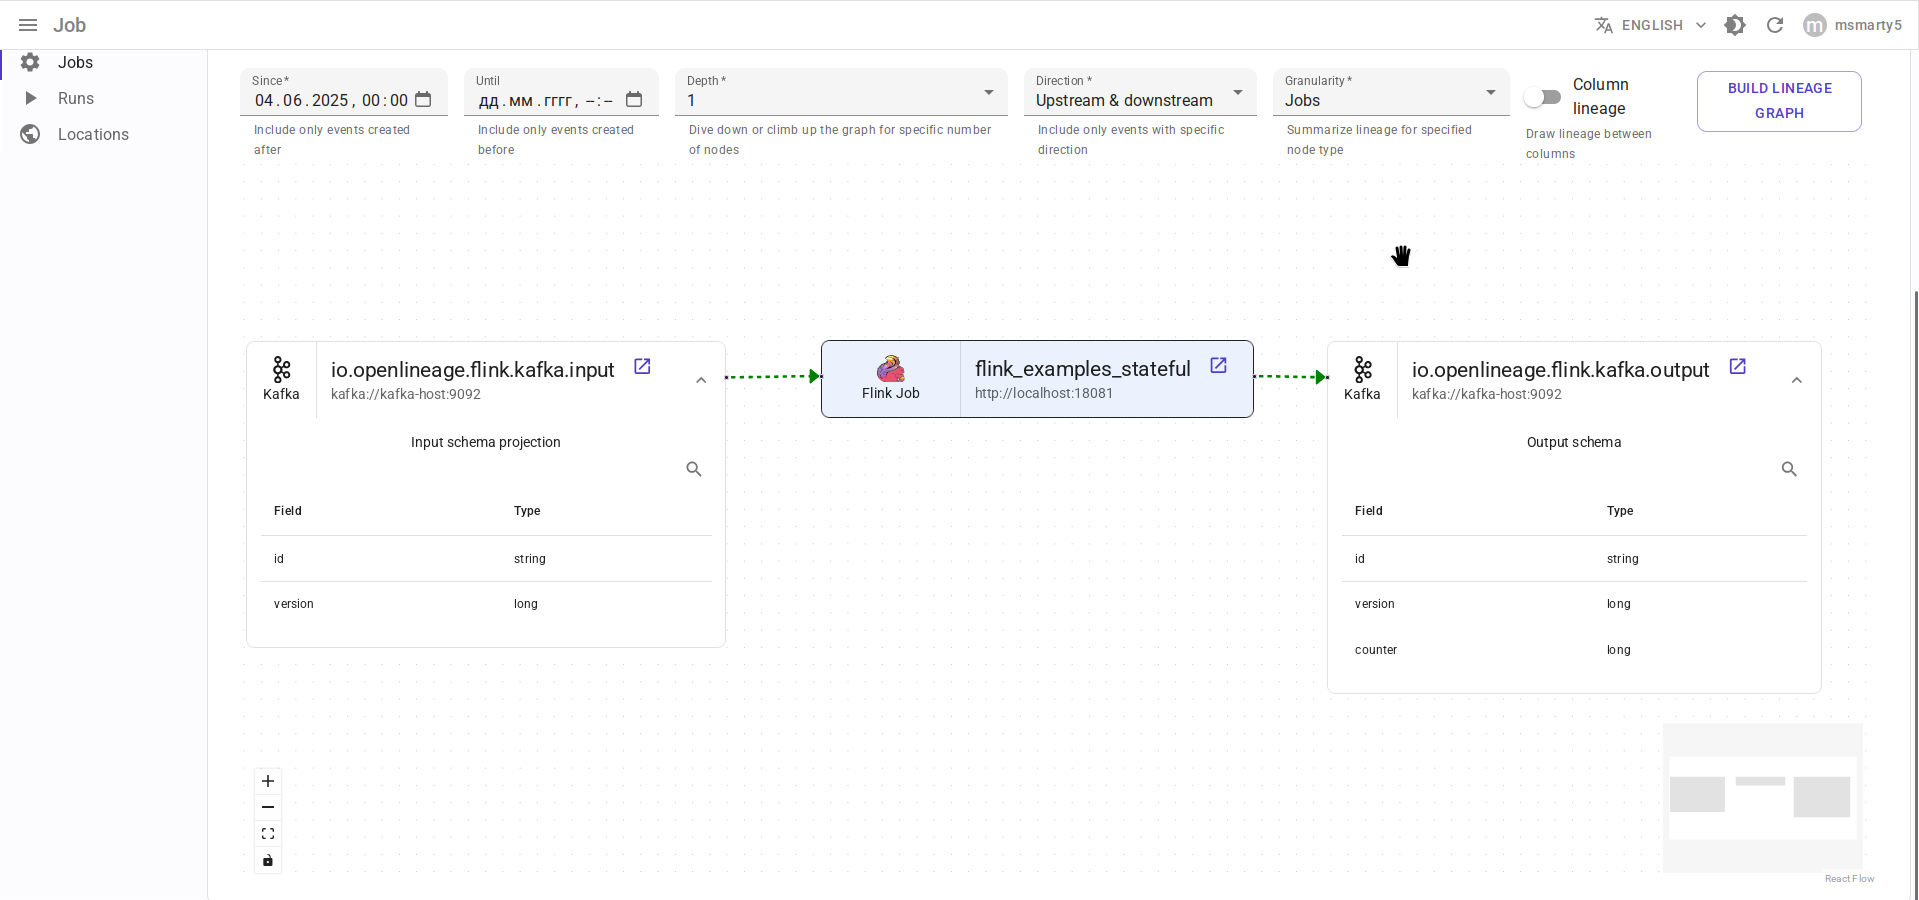 Job
ENGLISH
m
msmarty5
Jobs
Runs
Locations
Since *
04.06.2025, 00:00
Include only events created
after
Until
дд.мм.гггг, --:--
Include only events created
before
Depth *
1
Dive down or climb up the graph for specific number
of nodes
Direction *
Upstream & downstream
Include only events with specific
direction
Granularity *
Jobs
Summarize lineage for specified
node type
Column
lineage
Draw lineage between
columns
BUILD LINEAGE
GRAPH
Kafka
io.openlineage.flink.kafka.input
kafka://kafka-host:9092
Input schema projection
Field Type
id string
version long
Flink Job
flink_examples_stateful
http://localhost:18081
Kafka
io.openlineage.flink.kafka.output
kafka://kafka-host:9092
Output schema
Field Type
id string
version long
counter long
React Flow